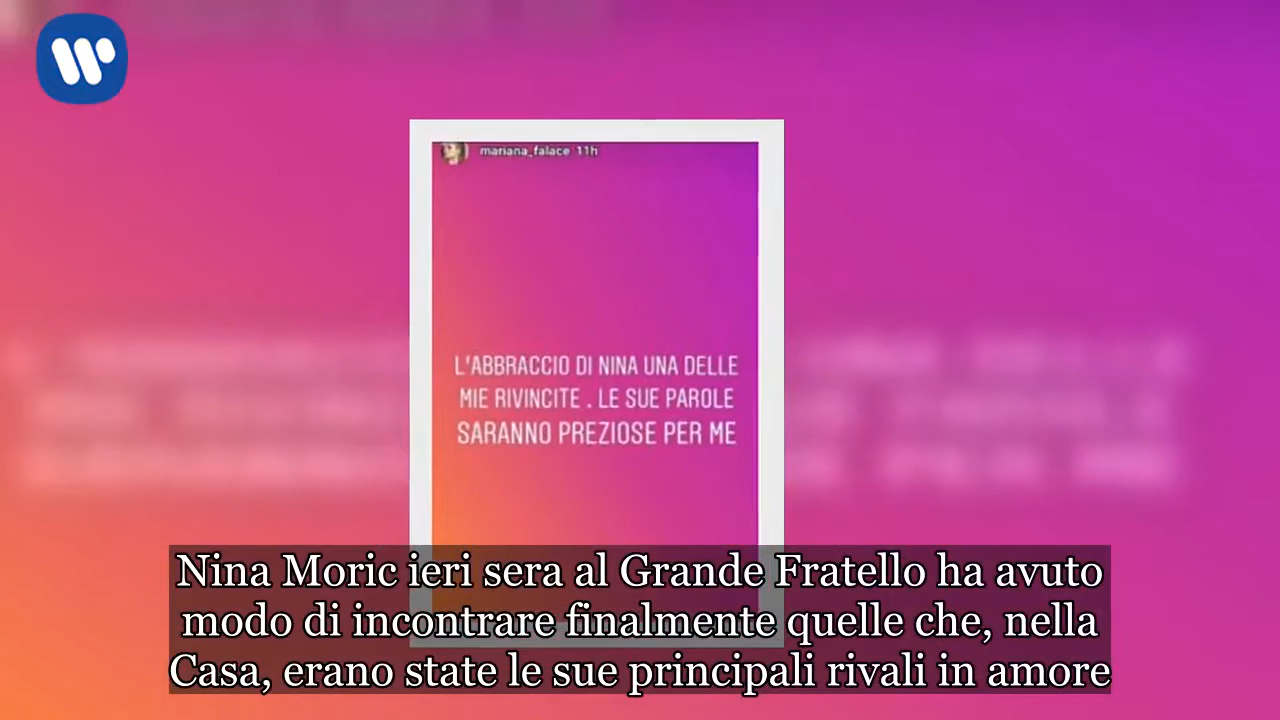 mariana_falace 11h
L'ABBRACCIO DI NINA UNA DELLE
MIE RIVINCITE . LE SUE PAROLE
SARANNO PREZIOSE PER ME
Nina Moric ieri sera al Grande Fratello ha avuto
modo di incontrare finalmente quelle che, nella
Casa, erano state le sue principali rivali in amore